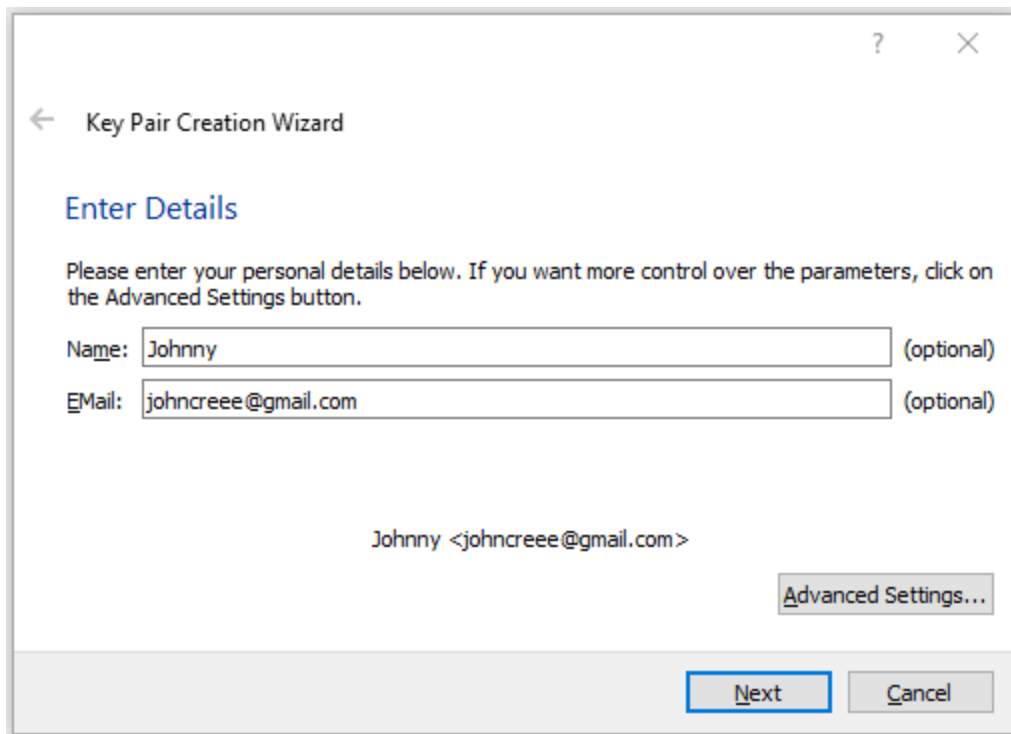 ?
Key Pair Creation Wizard
Enter Details
Please enter your personal details below. If you want more control over the parameters, click on
the Advanced Settings button.
Name: Johnny (optional)
EMail: johncreee@gmail.com (optional)
Johnny <johncreee@gmail.com>
Advanced Settings...
Next Cancel